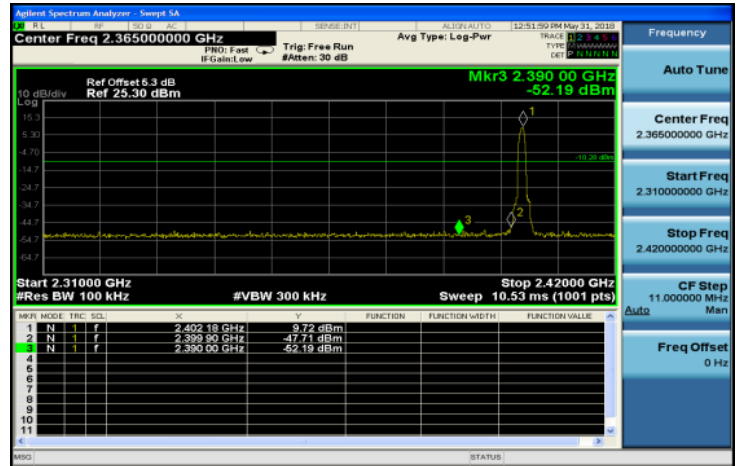 Agilent Spectrum Analyzer - Swept SA
RL RF 50 Ω AC SENSE:INT ALIGNAUTO 12:51:59 PM May 31, 2018
Center Freq 2.365000000 GHz
PNO: Fast
IFGain:Low
Trig: Free Run
#Atten: 30 dB
Avg Type: Log-Pwr
TRACE 1 2 3 4 5 6
TYPE
DET P N N N N N
Ref Offset 5.3 dB
Ref 25.30 dBm
10 dB/div
Log
Mkr3 2.390 00 GHz
-52.19 dBm
15.3
5.30
-4.70
-14.7
-24.7
-34.7
-44.7
-54.7
-64.7
1
-10.28 dBm
2
3
Start 2.31000 GHz
#Res BW 100 kHz
#VBW 300 kHz
Stop 2.42000 GHz
Sweep 10.53 ms (1001 pts)
MKR MODE TRC SCL X Y FUNCTION FUNCTION WIDTH FUNCTION VALUE
1 N 1 f 2.402 18 GHz 9.72 dBm
2 N 1 f 2.399 90 GHz -47.71 dBm
3 N 1 f 2.390 00 GHz -52.19 dBm
4
5
6
7
8
9
10
11
MSG
STATUS
Frequency
Auto Tune
Center Freq
2.365000000 GHz
Start Freq
2.310000000 GHz
Stop Freq
2.420000000 GHz
CF Step
11.000000 MHz
Auto Man
Freq Offset
0 Hz